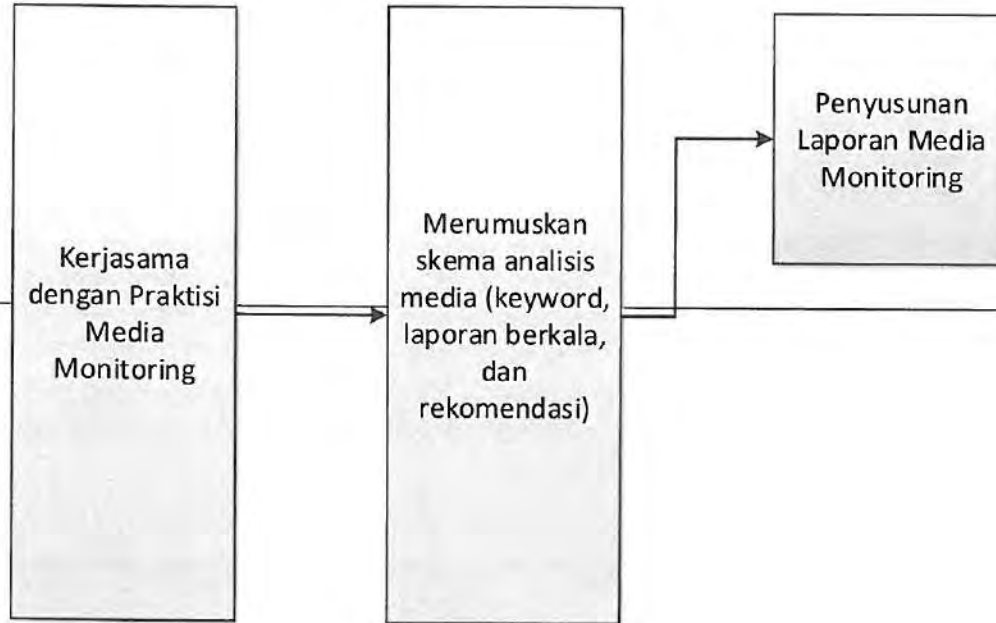 Kerjasama
dengan Praktisi
Media
Monitoring
Merumuskan
skema analisis
media (keyword,
laporan berkala,
dan
rekomendasi)
Penyusunan
Laporan Media
Monitoring